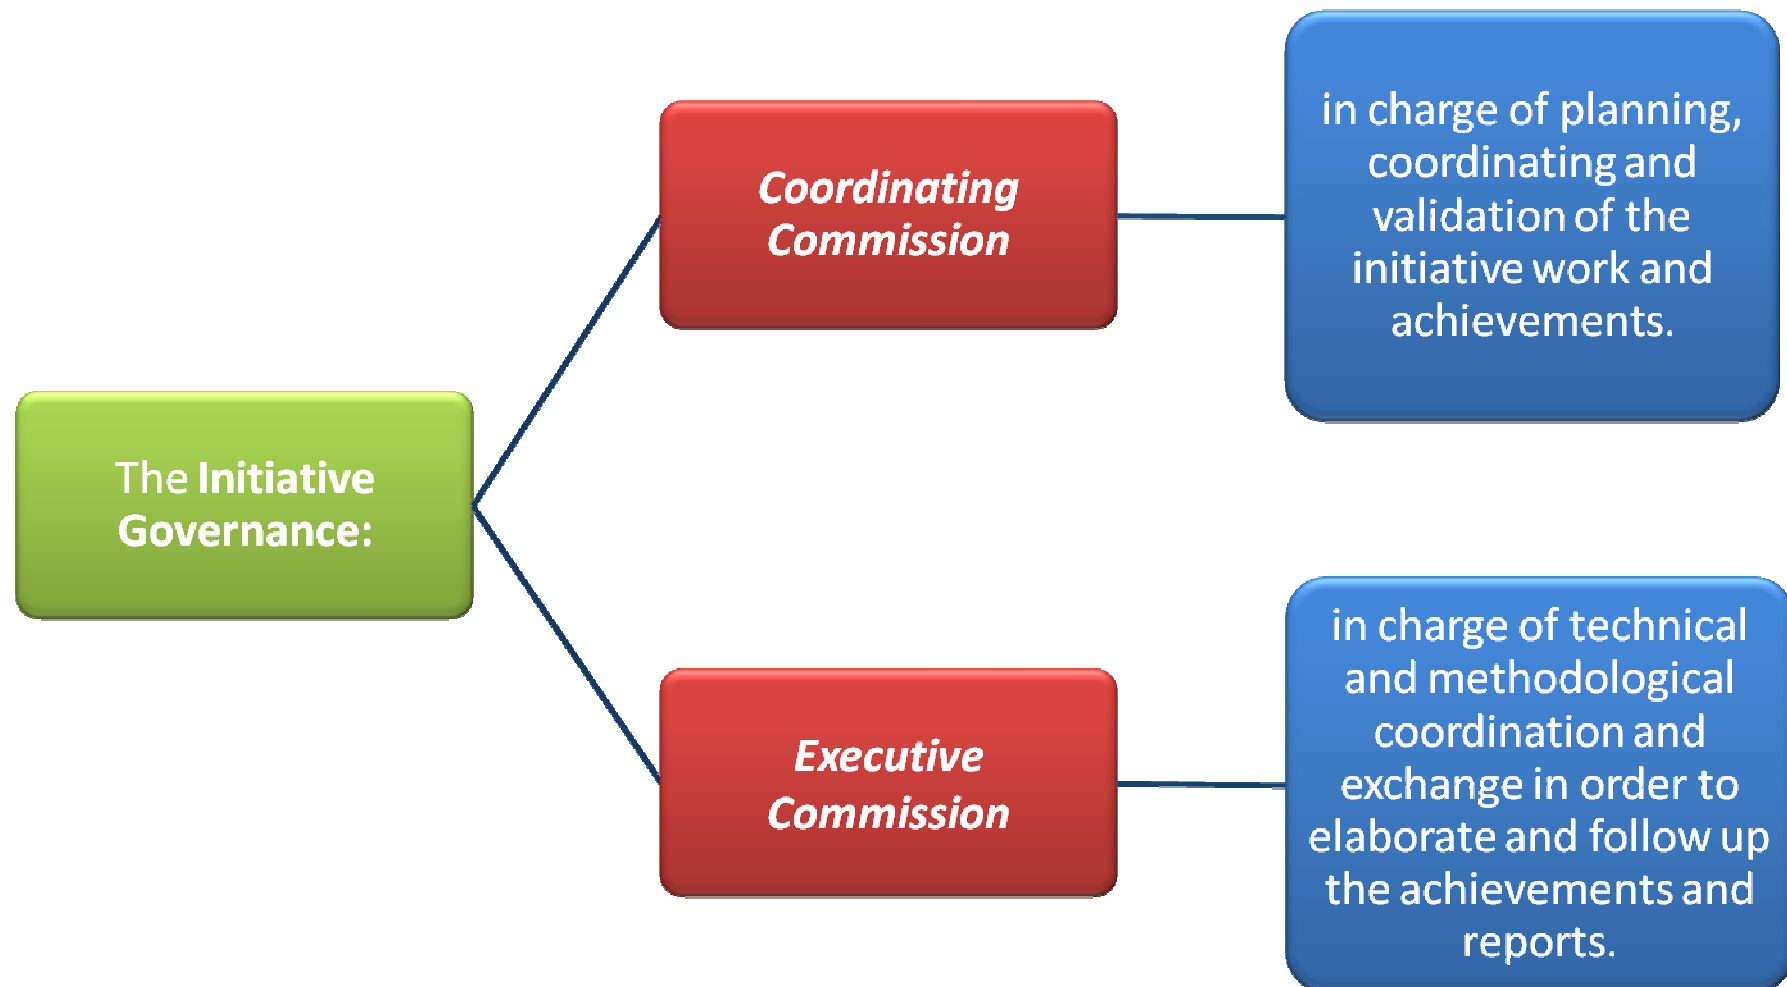 The Initiative
Governance:
Coordinating
Commission
in charge of planning,
coordinating and
validation of the
initiative work and
achievements.
Executive
Commission
in charge of technical
and methodological
coordination and
exchange in order to
elaborate and follow up
the achievements and
reports.